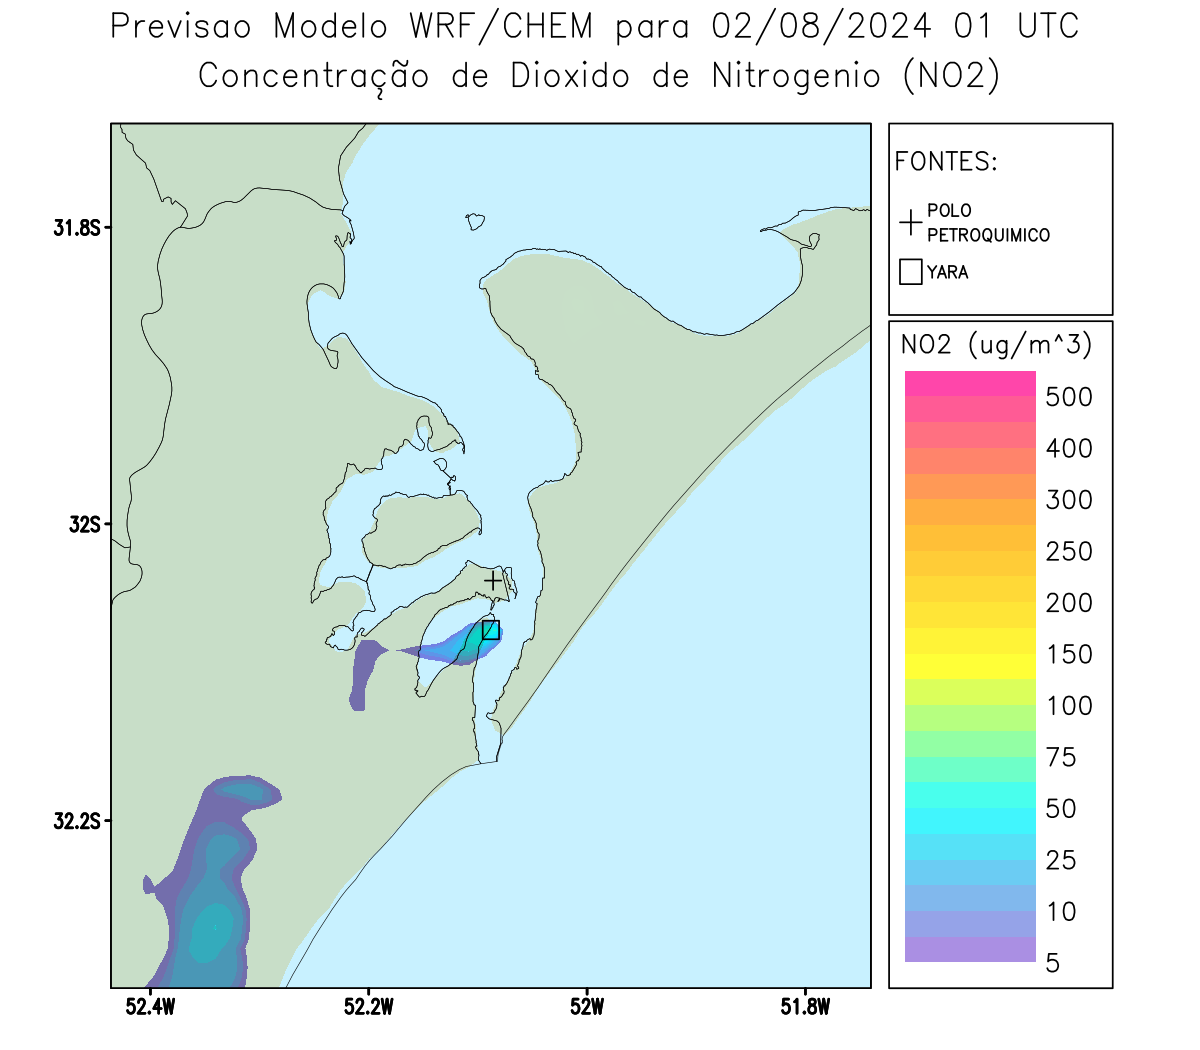 Previsao Modelo WRF/CHEM para 02/08/2024 01 UTC
Concentração de Dioxido de Nitrogenio (NO2)
FONTES:
POLO
PETROQUIMICO
YARA
NO2 (ug/m^3)
500
400
300
250
200
150
100
75
50
25
10
5
31.8S
32S
32.2S
52.4W
52.2W
52W
51.8W